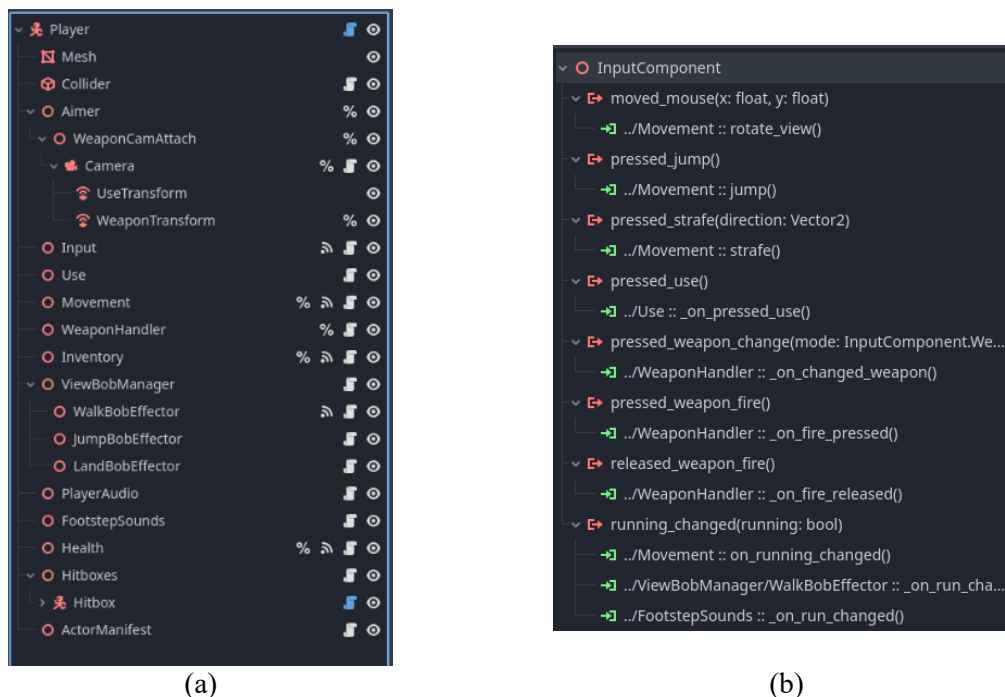 Player
Mesh
Collider
Aimer
WeaponCamAttach
Camera
UseTransform
WeaponTransform
Input
Use
Movement
WeaponHandler
Inventory
ViewBobManager
WalkBobEffector
JumpBobEffector
LandBobEffector
PlayerAudio
FootstepSounds
Health
Hitboxes
Hitbox
ActorManifest
(a)
InputComponent
moved_mouse(x: float, y: float)
../Movement :: rotate_view()
pressed_jump()
../Movement :: jump()
pressed_strafe(direction: Vector2)
../Movement :: strafe()
pressed_use()
../Use :: _on_pressed_use()
pressed_weapon_change(mode: InputComponent.We...
../WeaponHandler :: _on_changed_weapon()
pressed_weapon_fire()
../WeaponHandler :: _on_fire_pressed()
released_weapon_fire()
../WeaponHandler :: _on_fire_released()
running_changed(running: bool)
../Movement :: on_running_changed()
../ViewBobManager/WalkBobEffector :: _on_run_cha...
../FootstepSounds :: _on_run_changed()
(b)